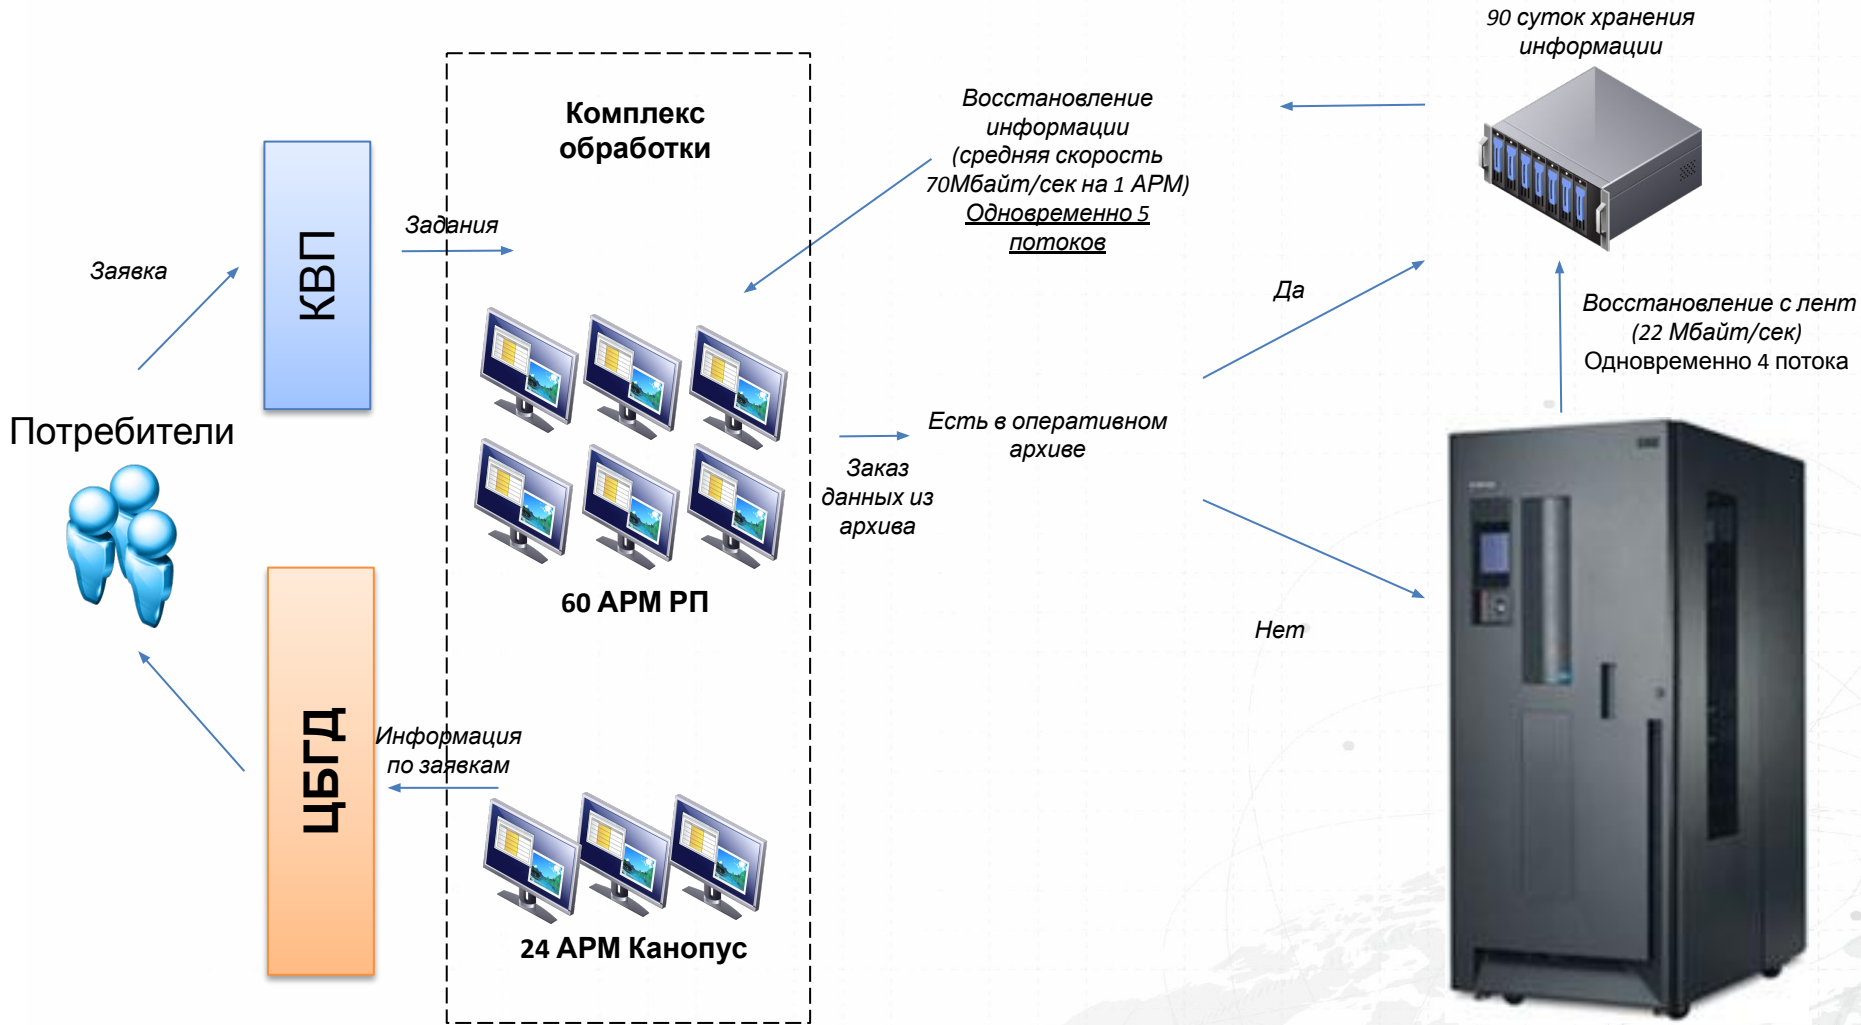 90 суток хранения
информации
Комплекс
обработки
Восстановление
информации
(средняя скорость
70Мбайт/сек на 1 АРМ)
Одновременно 5
потоков
КВП
Задания
Заявка
Да
Восстановление с лент
(22 Мбайт/сек)
Одновременно 4 потока
Потребители
Есть в оперативном
архиве
Заказ
данных из
архива
60 АРМ РП
Нет
ЦБГД
Информация
по заявкам
24 АРМ Канопус